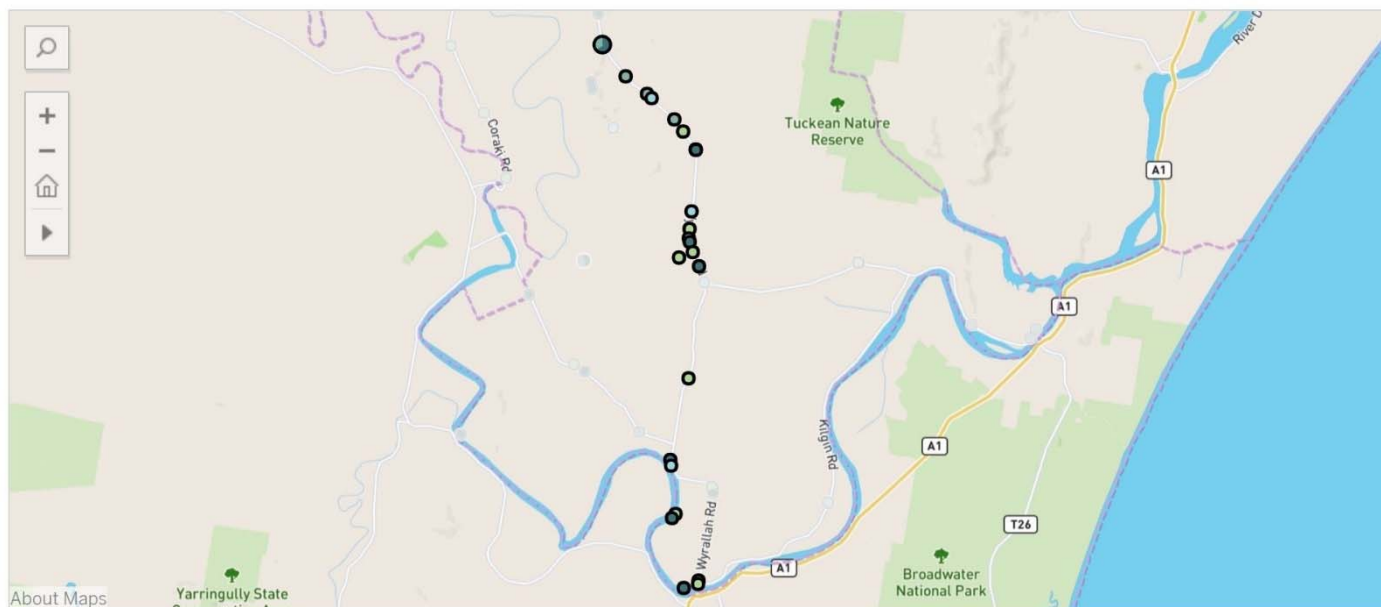 River D
Coraki Rd
Tuckean Nature
Reserve
A1
A1
A1
Kilgin Rd
T26
Wyrallah Rd
A1
Broadwater
National Park
Yarringully State
About Maps